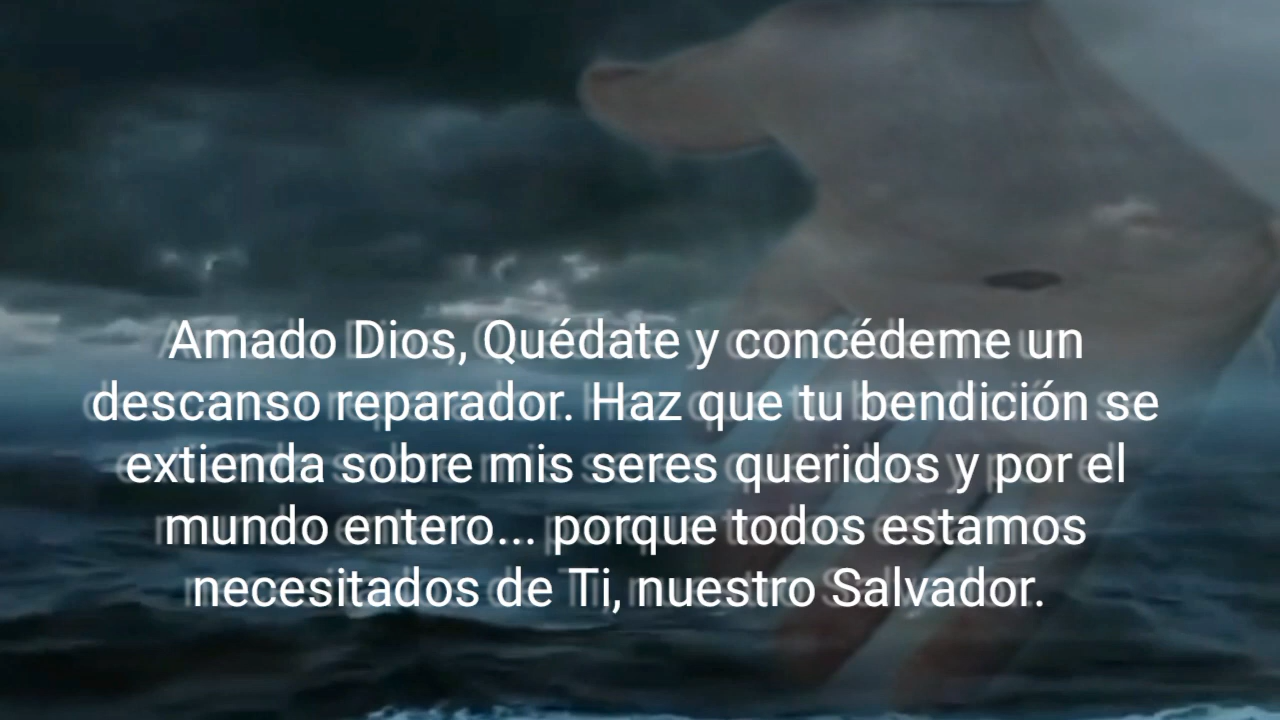 Amado Dios, Quédate y concédeme un
descanso reparador. Haz que tu bendición se
extienda sobre mis seres queridos y por el
mundo entero... porque todos estamos
necesitados de Ti, nuestro Salvador.